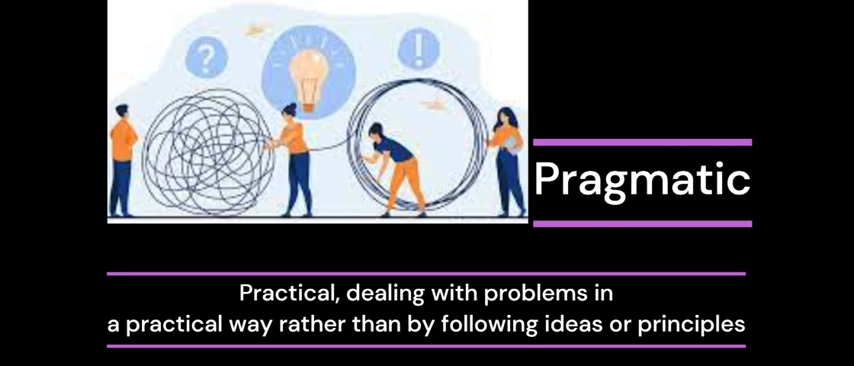 ?
!
Pragmatic
Practical, dealing with problems in
a practical way rather than by following ideas or principles